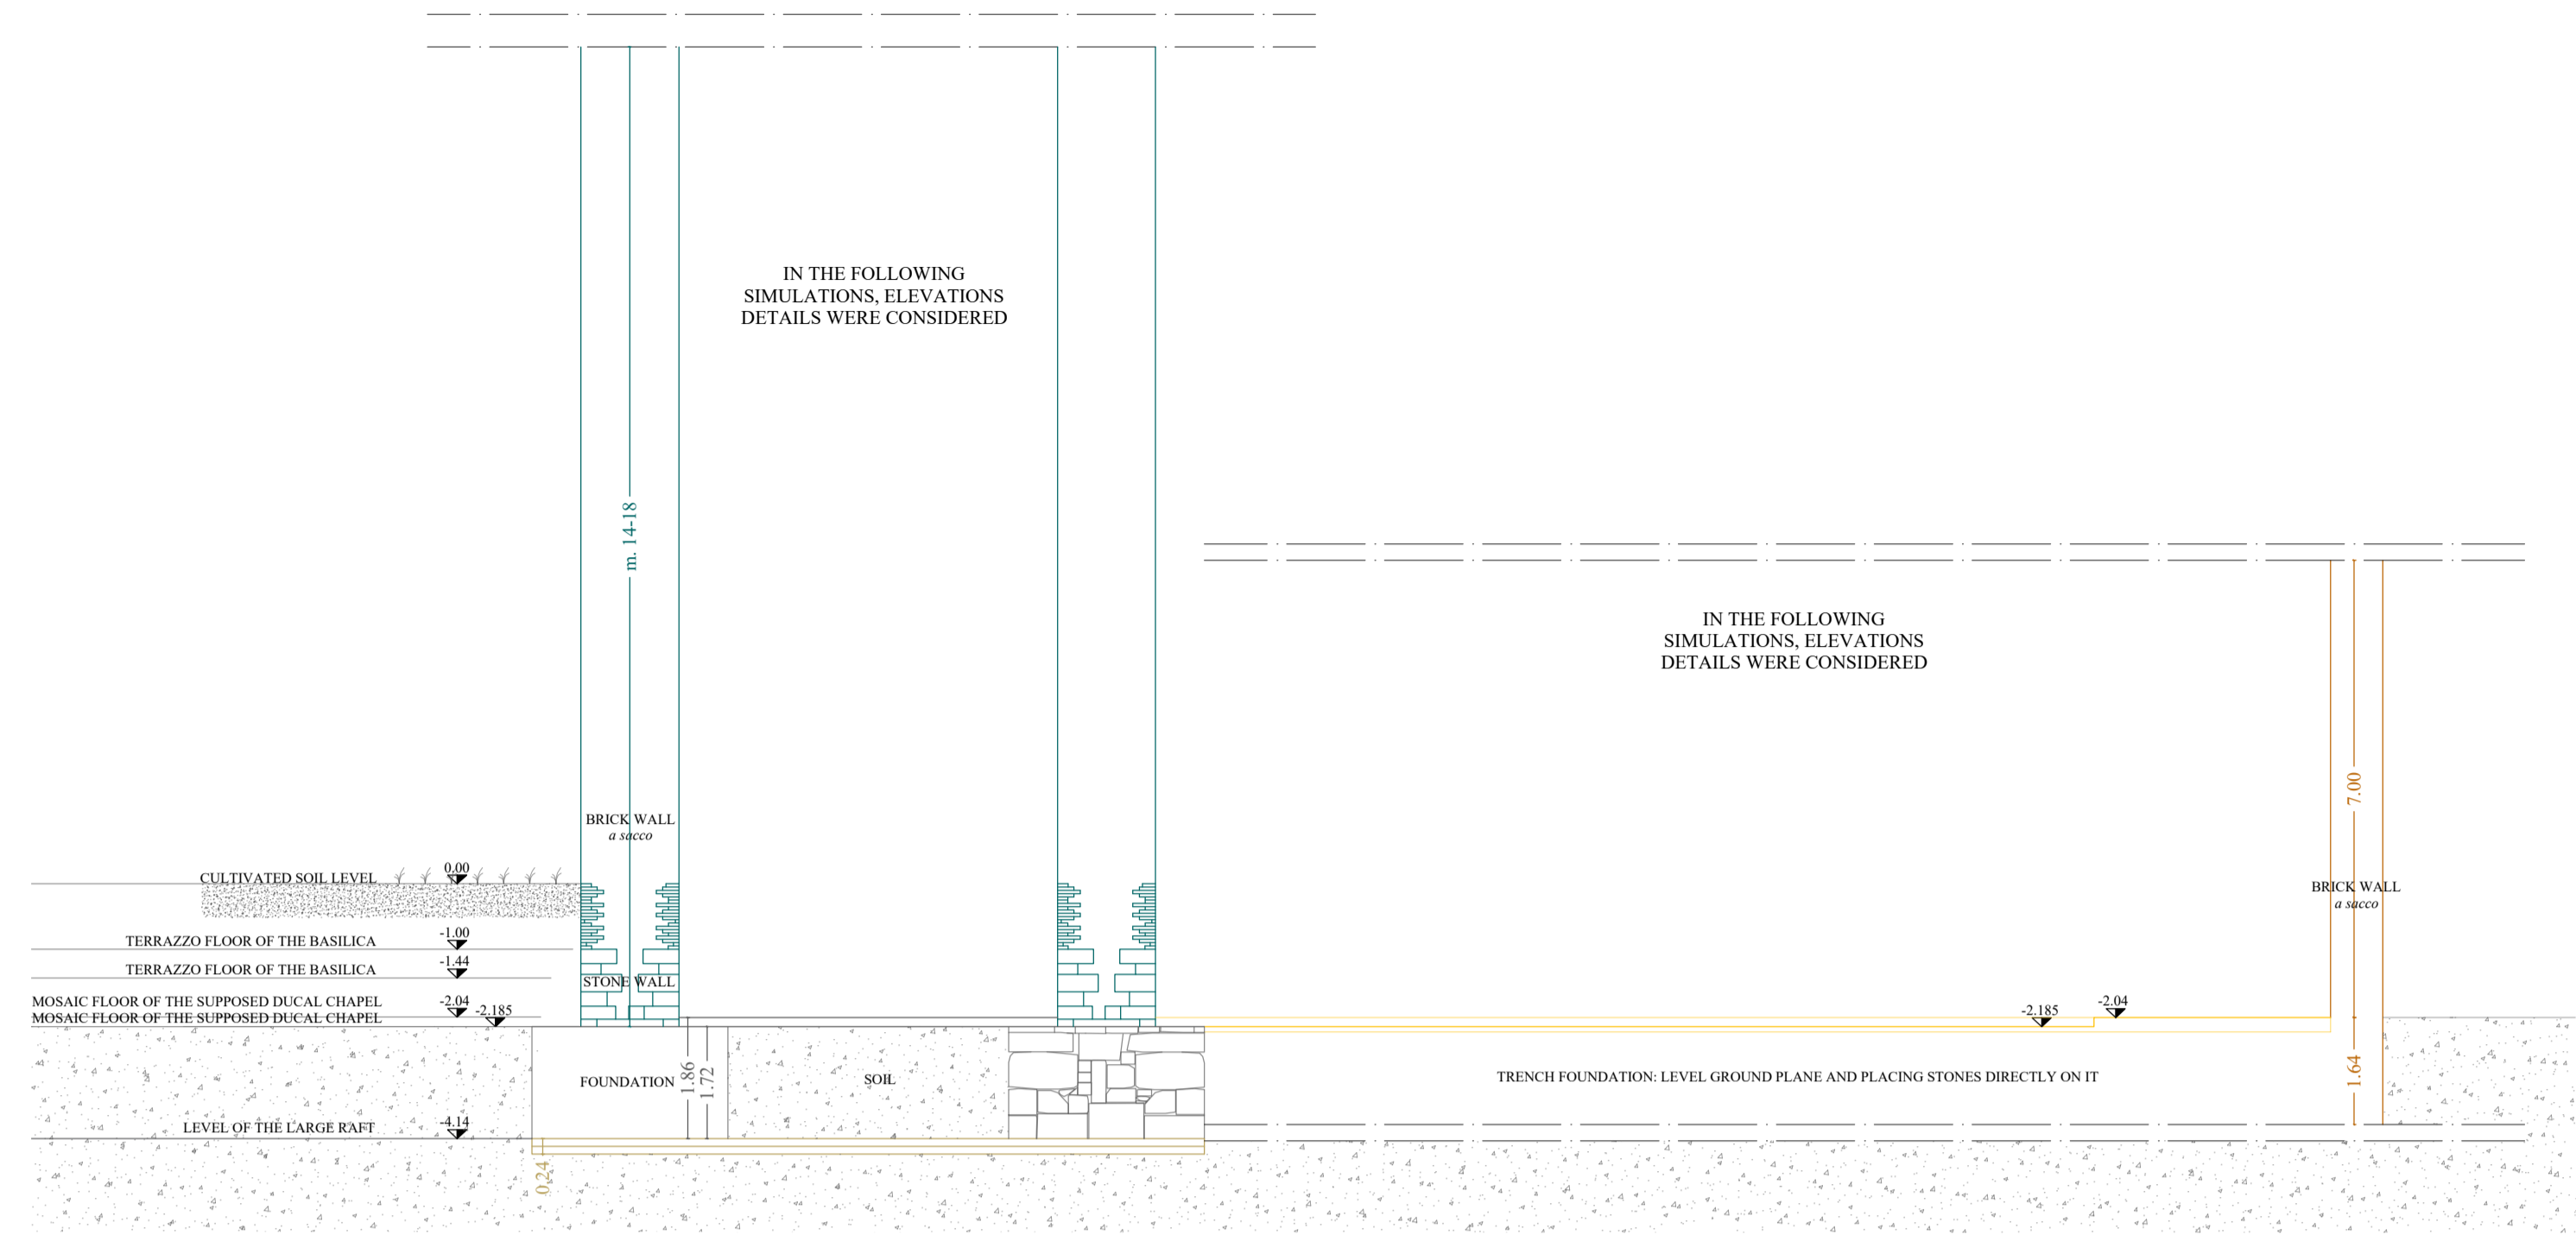 IN THE FOLLOWING
SIMULATIONS, ELEVATIONS
DETAILS WERE CONSIDERED
m. 14-18
IN THE FOLLOWING
SIMULATIONS, ELEVATIONS
DETAILS WERE CONSIDERED
7.00
BRICK WALL
a sacco
BRICK WALL
a sacco
CULTIVATED SOIL LEVEL
0.00
TERRAZZO FLOOR OF THE BASILICA
-1.00
TERRAZZO FLOOR OF THE BASILICA
-1.44
STONE WALL
MOSAIC FLOOR OF THE SUPPOSED DUCAL CHAPEL
-2.04
MOSAIC FLOOR OF THE SUPPOSED DUCAL CHAPEL
-2.185
-2.185
-2.04
FOUNDATION
1.86
1.72
SOIL
TRENCH FOUNDATION: LEVEL GROUND PLANE AND PLACING STONES DIRECTLY ON IT
1.64
LEVEL OF THE LARGE RAFT
-4.14
0.24